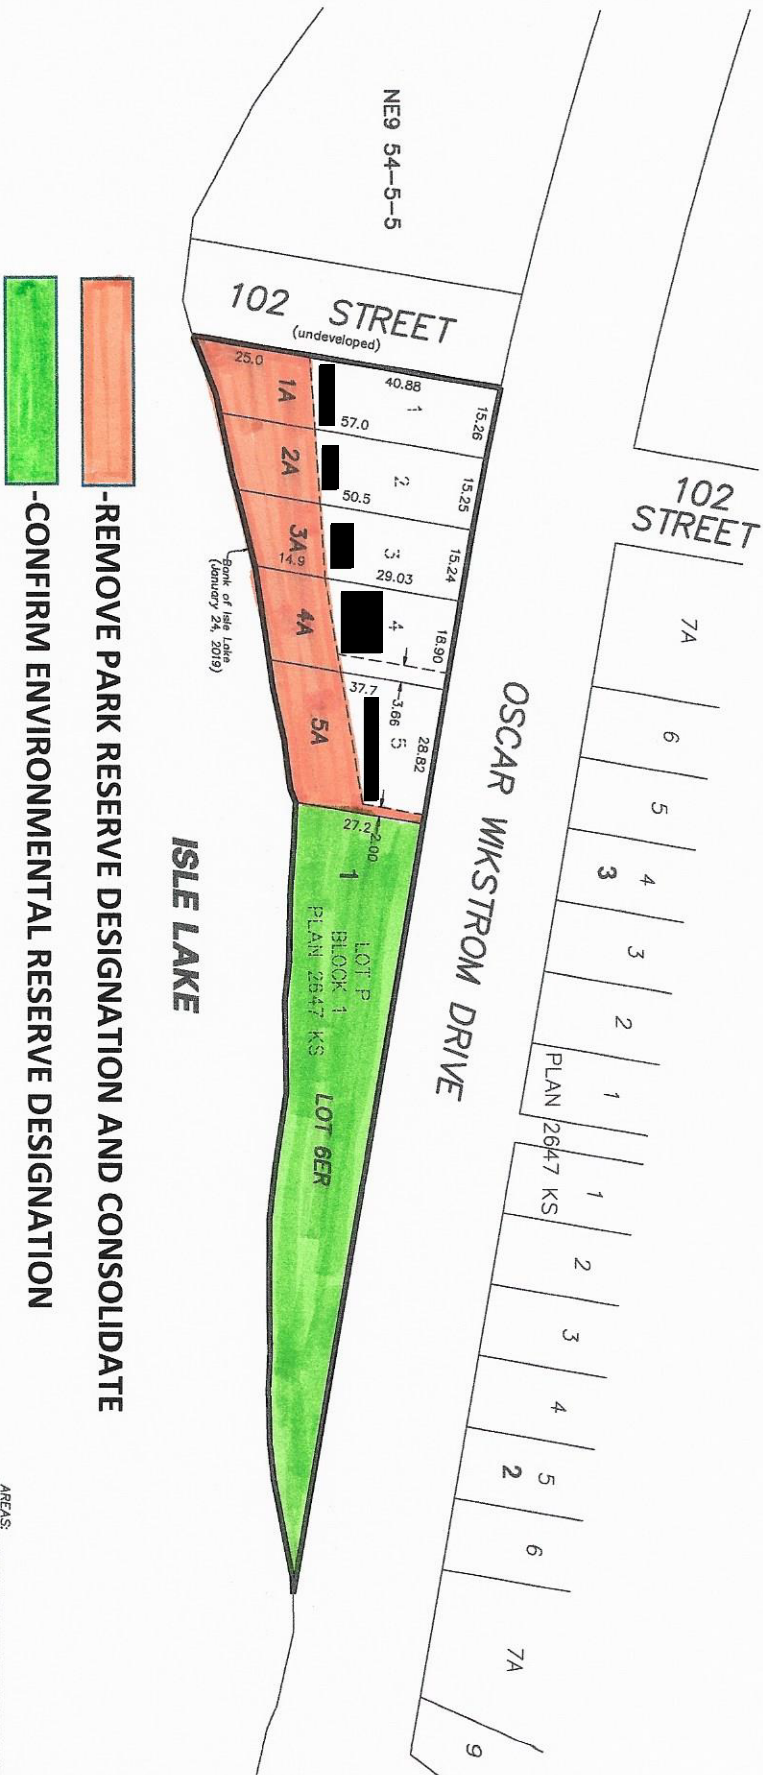 NE9 54-5-5
102 STREET
(undeveloped)
102
STREET
OSCAR WIKSTROM DRIVE
7A
6
5
4
3
3
2
1
PLAN 2647 KS
1
2
3
4
5
2
6
7A
9
15.26
15.25
15.24
18.90
28.82
40.88
1
2
3
4
5
57.0
50.5
29.03
37.7
3.66
25.0
1A
2A
3A
14.9
4A
5A
27.2
2.00
Bank of Isle Lake
(January 24, 2019)
1
LOT P
BLOCK 1
PLAN 2647 KS
LOT 6ER
ISLE LAKE
-REMOVE PARK RESERVE DESIGNATION AND CONSOLIDATE
-CONFIRM ENVIRONMENTAL RESERVE DESIGNATION
AREAS: